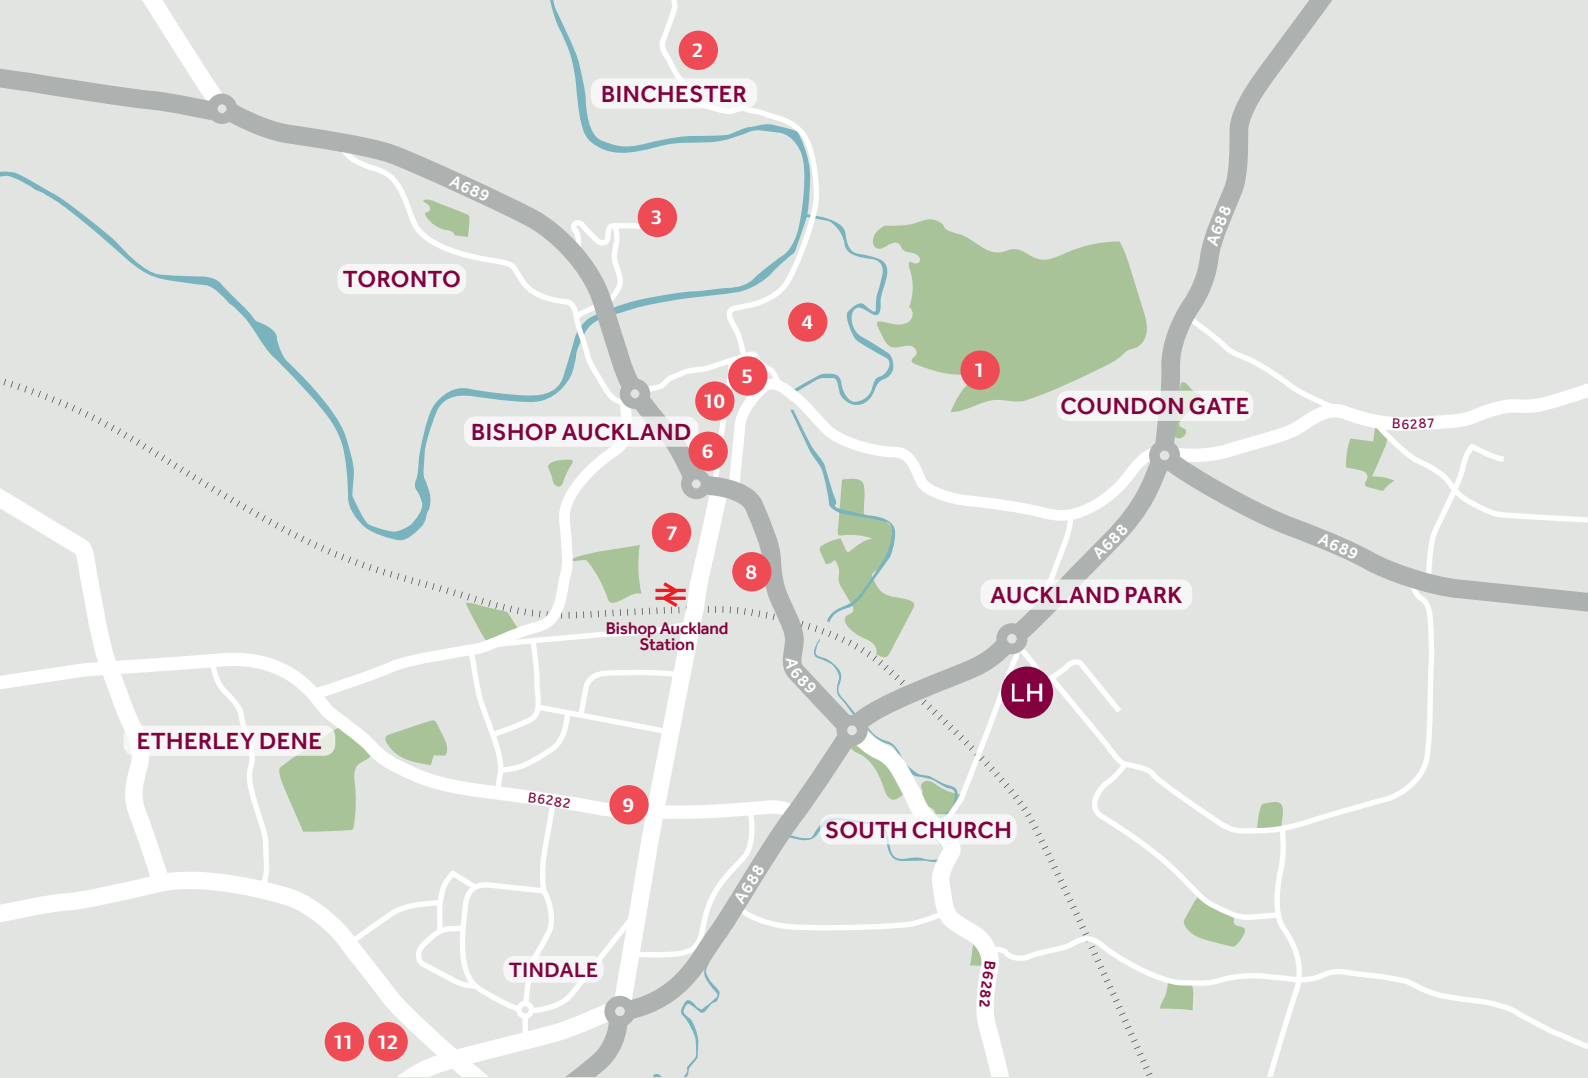 2
BINCHESTER
A689
3
A688
TORONTO
4
1
5
10
COUNDON GATE
B6287
BISHOP AUCKLAND
6
7
A688
A689
8
AUCKLAND PARK
Bishop Auckland
Station
A689
LH
ETHERLEY DENE
B6282
9
SOUTH CHURCH
A688
TINDALE
B6282
11
12